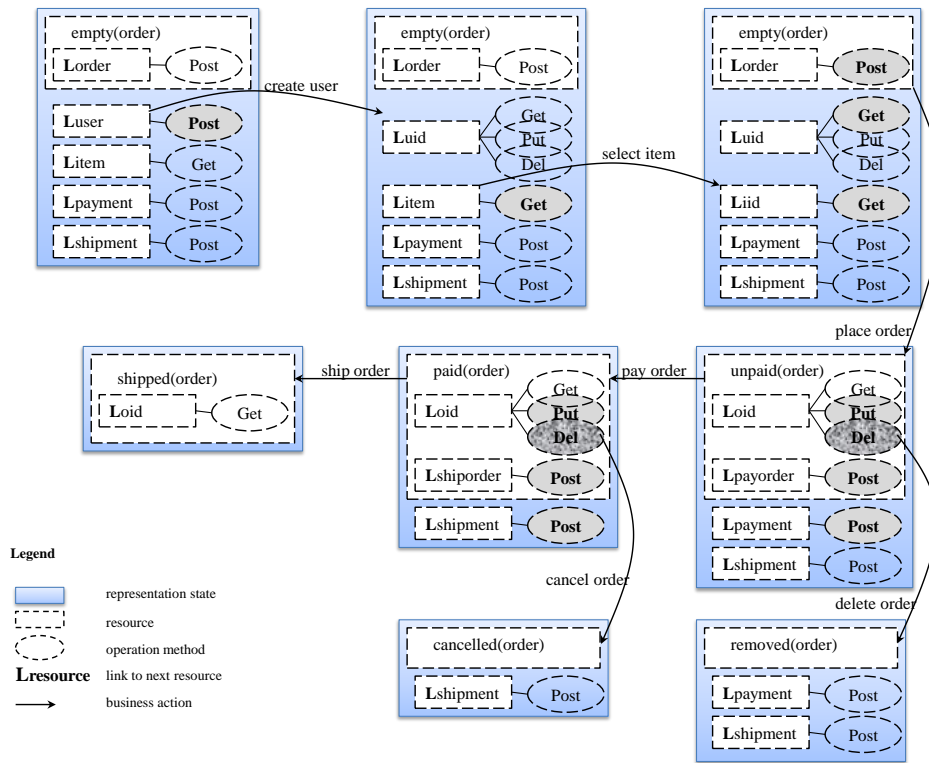 empty(order)
Lorder
Post
Luser
Post
Litem
Get
Lpayment
Post
Lshipment
Post
create user
empty(order)
Lorder
Post
Luid
Get
Put
Del
Litem
Get
Lpayment
Post
Lshipment
Post
select item
empty(order)
Lorder
Post
Luid
Get
Put
Del
Liid
Get
Lpayment
Post
Lshipment
Post
place order
shipped(order)
Loid
Get
ship order
paid(order)
Loid
Get
Put
Del
Lshiporder
Post
Lshipment
Post
pay order
unpaid(order)
Loid
Get
Put
Del
Lpayorder
Post
Lpayment
Post
Lshipment
Post
cancel order
delete order
cancelled(order)
Lshipment
Post
removed(order)
Lpayment
Post
Lshipment
Post
Legend
representation state
resource
operation method
Lresource link to next resource
business action